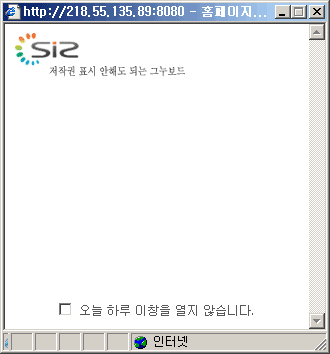 http://218.55.135.89:8080 - 홈페이지...
SIS
저작권 표시 안해도 되는 그누보드
오늘 하루 이창을 열지 않습니다.
인터넷